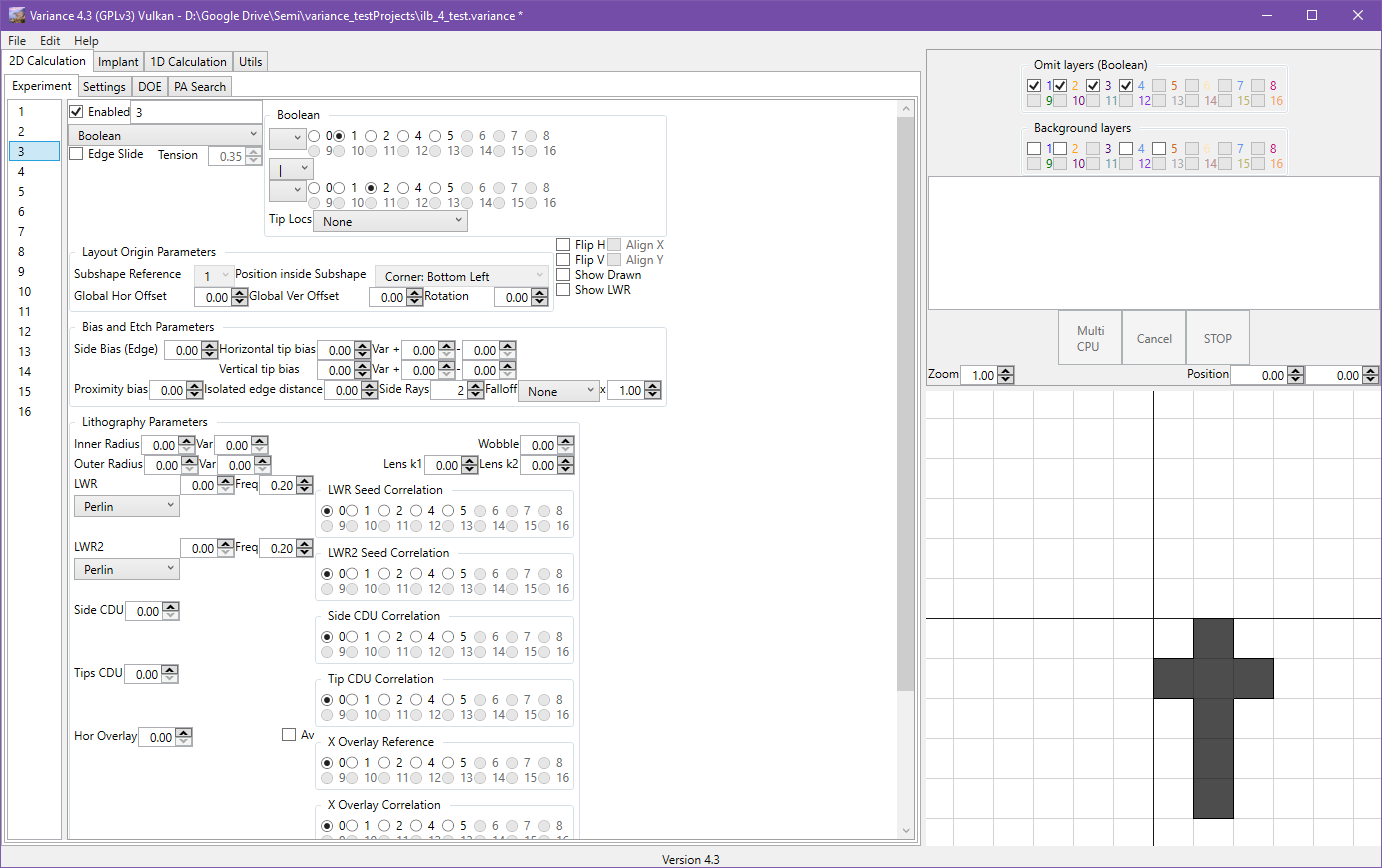 Variance 4.3 (GPLv3) Vulkan - D:\Google Drive\Semi\variance_testProjects\ilb_4_test.variance *
File Edit Help
2D Calculation Implant 1D Calculation Utils
Experiment Settings DOE PA Search
1
2
3
4
5
6
7
8
9
10
11
12
13
14
15
16
Enabled 3
Boolean
Edge Slide Tension 0.35
Boolean
0 1 2 4 5 6 7 8
9 10 11 12 13 14 15 16
|
0 1 2 4 5 6 7 8
9 10 11 12 13 14 15 16
Tip Locs None
Layout Origin Parameters
Subshape Reference 1 Position inside Subshape Corner: Bottom Left
Global Hor Offset 0.00 Global Ver Offset 0.00 Rotation 0.00
Flip H Align X
Flip V Align Y
Show Drawn
Show LWR
Bias and Etch Parameters
Side Bias (Edge) 0.00 Horizontal tip bias 0.00 Var + 0.00 - 0.00
Vertical tip bias 0.00 Var + 0.00 - 0.00
Proximity bias 0.00 Isolated edge distance 0.00 Side Rays 2 Falloff None x 1.00
Lithography Parameters
Inner Radius 0.00 Var 0.00 Wobble 0.00
Outer Radius 0.00 Var 0.00 Lens k1 0.00 Lens k2 0.00
LWR 0.00 Freq 0.20
Perlin
LWR Seed Correlation
0 1 2 4 5 6 7 8
9 10 11 12 13 14 15 16
LWR2 0.00 Freq 0.20
Perlin
LWR2 Seed Correlation
0 1 2 4 5 6 7 8
9 10 11 12 13 14 15 16
Side CDU 0.00
Side CDU Correlation
0 1 2 4 5 6 7 8
9 10 11 12 13 14 15 16
Tips CDU 0.00
Tip CDU Correlation
0 1 2 4 5 6 7 8
9 10 11 12 13 14 15 16
Hor Overlay 0.00 Av
X Overlay Reference
0 1 2 4 5 6 7 8
9 10 11 12 13 14 15 16
X Overlay Correlation
0 1 2 4 5 6 7 8
Omit layers (Boolean)
1 2 3 4 5 6 7 8
9 10 11 12 13 14 15 16
Background layers
1 2 3 4 5 6 7 8
9 10 11 12 13 14 15 16
Multi
CPU
Cancel
STOP
Zoom 1.00 Position 0.00 0.00
Version 4.3